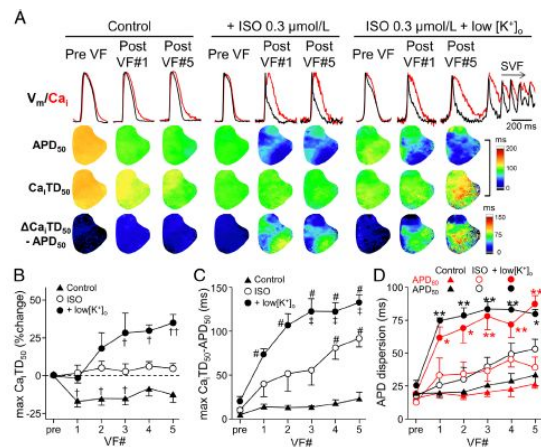 A
Control
+ ISO 0.3 μmol/L
ISO 0.3 μmol/L + low [K⁺]ₒ
Pre VF Post VF#1 Post VF#5
Pre VF Post VF#1 Post VF#5
Pre VF Post VF#1 Post VF#5
SVF
Vm/Cai
200 ms
APD50
ms
200
100
0
CaiTD50
ΔCaiTD50 - APD50
ms
150
75
0
B
Control
ISO
+ low[K⁺]ₒ
max CaiTD50 (%change)
50
25
0
-25
† † † † †
† † ††
pre 1 2 3 4 5
VF#
C
Control
ISO
+ low[K⁺]ₒ
max CaiTD50-APD50 (ms)
150
100
50
0
# # # # #
‡ ‡ ‡
# #
pre 1 2 3 4 5
VF#
D
Control ISO + low[K⁺]ₒ
APD80
APD50
APD dispersion (ms)
100
80
60
40
20
0
** ** ** ** *
* * ** * **
pre 1 2 3 4 5
VF#